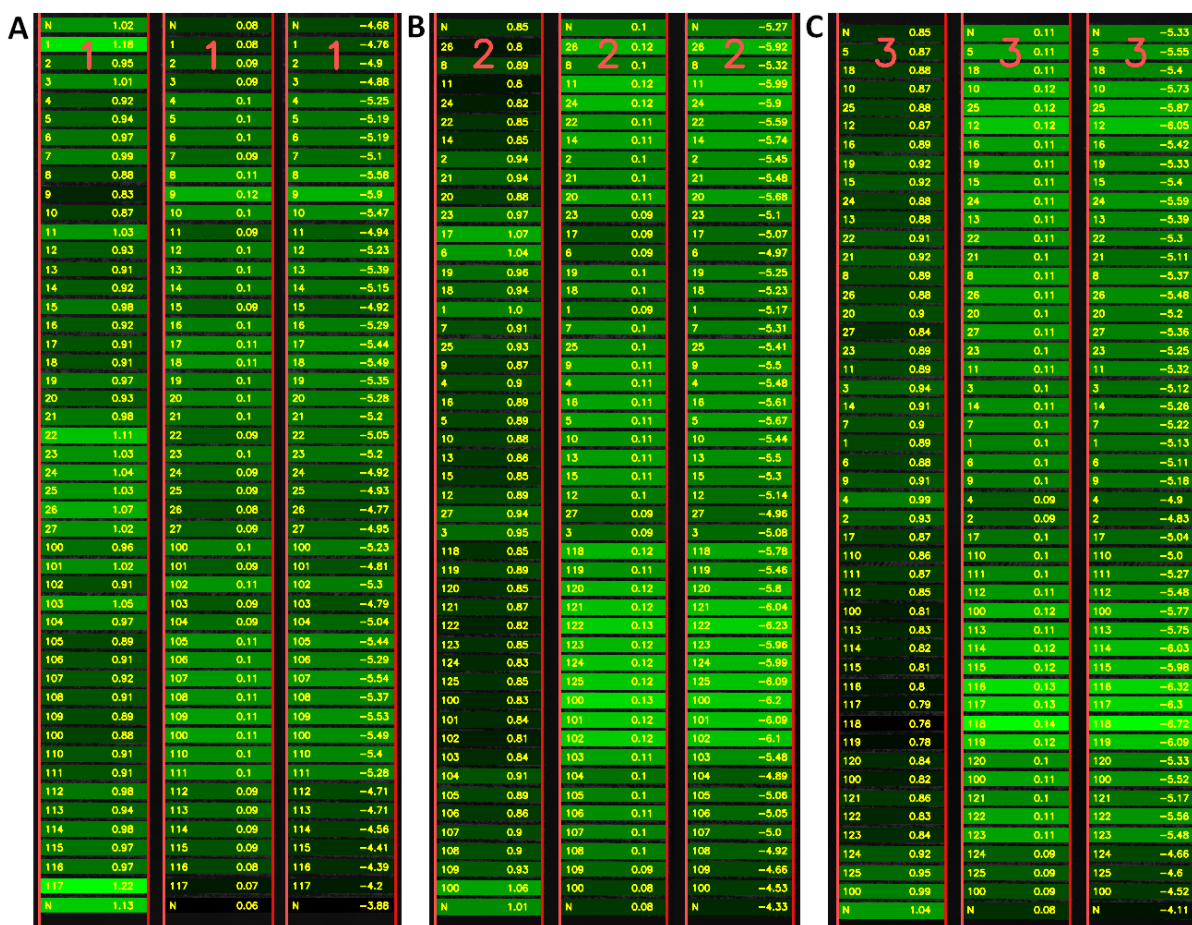 A
1 1 1
N 1.02 N 0.08 N -4.68
1 1.18 1 0.08 1 -4.76
2 0.95 2 0.09 2 -4.9
3 1.01 3 0.09 3 -4.88
4 0.92 4 0.1 4 -5.25
5 0.94 5 0.1 5 -5.19
6 0.97 6 0.1 6 -5.19
7 0.99 7 0.09 7 -5.1
8 0.88 8 0.11 8 -5.58
9 0.83 9 0.12 9 -5.9
10 0.87 10 0.1 10 -5.47
11 1.03 11 0.09 11 -4.94
12 0.93 12 0.1 12 -5.23
13 0.91 13 0.1 13 -5.39
14 0.92 14 0.1 14 -5.15
15 0.98 15 0.09 15 -4.92
16 0.92 16 0.1 16 -5.29
17 0.91 17 0.11 17 -5.44
18 0.91 18 0.11 18 -5.49
19 0.97 19 0.1 19 -5.35
20 0.93 20 0.1 20 -5.28
21 0.98 21 0.1 21 -5.2
22 1.11 22 0.09 22 -5.05
23 1.03 23 0.1 23 -5.2
24 1.04 24 0.09 24 -4.92
25 1.03 25 0.09 25 -4.93
26 1.07 26 0.08 26 -4.77
27 1.02 27 0.09 27 -4.95
100 0.96 100 0.1 100 -5.23
101 1.02 101 0.09 101 -4.81
102 0.91 102 0.11 102 -5.3
103 1.05 103 0.09 103 -4.79
104 0.97 104 0.09 104 -5.04
105 0.89 105 0.11 105 -5.44
106 0.91 106 0.1 106 -5.29
107 0.92 107 0.11 107 -5.54
108 0.91 108 0.11 108 -5.37
109 0.89 109 0.11 109 -5.53
100 0.88 100 0.11 100 -5.49
110 0.91 110 0.1 110 -5.4
111 0.91 111 0.1 111 -5.28
112 0.98 112 0.09 112 -4.71
113 0.94 113 0.09 113 -4.71
114 0.98 114 0.09 114 -4.56
115 0.97 115 0.09 115 -4.41
116 0.97 116 0.08 116 -4.39
117 1.22 117 0.07 117 -4.2
N 1.13 N 0.06 N -3.88
B
2 2 2
N 0.85 N 0.1 N -5.27
26 0.8 26 0.12 26 -5.92
8 0.89 8 0.1 8 -5.32
11 0.8 11 0.12 11 -5.99
24 0.82 24 0.12 24 -5.9
22 0.85 22 0.11 22 -5.59
14 0.85 14 0.11 14 -5.74
2 0.94 2 0.1 2 -5.45
21 0.94 21 0.1 21 -5.48
20 0.88 20 0.11 20 -5.68
23 0.97 23 0.09 23 -5.1
17 1.07 17 0.09 17 -5.07
6 1.04 6 0.09 6 -4.97
19 0.96 19 0.1 19 -5.25
18 0.94 18 0.1 18 -5.23
1 1.0 1 0.09 1 -5.17
7 0.91 7 0.1 7 -5.31
25 0.93 25 0.1 25 -5.41
9 0.87 9 0.11 9 -5.5
4 0.9 4 0.11 4 -5.48
16 0.89 16 0.11 16 -5.61
5 0.89 5 0.11 5 -5.67
10 0.88 10 0.11 10 -5.44
13 0.86 13 0.11 13 -5.5
15 0.85 15 0.11 15 -5.3
12 0.89 12 0.1 12 -5.14
27 0.94 27 0.09 27 -4.96
3 0.95 3 0.09 3 -5.08
118 0.85 118 0.12 118 -5.78
119 0.89 119 0.11 119 -5.46
120 0.85 120 0.12 120 -5.8
121 0.87 121 0.12 121 -6.04
122 0.82 122 0.13 122 -6.23
123 0.85 123 0.12 123 -5.96
124 0.83 124 0.12 124 -5.99
125 0.85 125 0.12 125 -6.09
100 0.83 100 0.13 100 -6.2
101 0.84 101 0.12 101 -6.09
102 0.81 102 0.12 102 -6.1
103 0.84 103 0.11 103 -5.48
104 0.91 104 0.1 104 -4.89
105 0.89 105 0.1 105 -5.06
106 0.86 106 0.11 106 -5.05
107 0.9 107 0.1 107 -5.0
108 0.9 108 0.1 108 -4.92
109 0.93 109 0.09 109 -4.66
100 1.06 100 0.08 100 -4.53
N 1.01 N 0.08 N -4.33
C
3 3 3
N 0.85 N 0.11 N -5.33
5 0.87 5 0.11 5 -5.55
18 0.88 18 0.11 18 -5.4
10 0.87 10 0.12 10 -5.73
25 0.88 25 0.12 25 -5.87
12 0.87 12 0.12 12 -6.05
16 0.89 16 0.11 16 -5.42
19 0.92 19 0.11 19 -5.33
15 0.92 15 0.11 15 -5.4
24 0.88 24 0.11 24 -5.59
13 0.88 13 0.11 13 -5.39
22 0.91 22 0.11 22 -5.3
21 0.92 21 0.1 21 -5.11
8 0.89 8 0.11 8 -5.37
26 0.88 26 0.11 26 -5.48
20 0.9 20 0.1 20 -5.2
27 0.84 27 0.11 27 -5.36
23 0.89 23 0.1 23 -5.25
11 0.89 11 0.11 11 -5.32
3 0.94 3 0.1 3 -5.12
14 0.91 14 0.11 14 -5.26
7 0.9 7 0.1 7 -5.22
1 0.89 1 0.1 1 -5.13
6 0.88 6 0.1 6 -5.11
9 0.91 9 0.1 9 -5.18
4 0.99 4 0.09 4 -4.9
2 0.93 2 0.09 2 -4.83
17 0.87 17 0.1 17 -5.04
110 0.86 110 0.1 110 -5.0
111 0.87 111 0.1 111 -5.27
112 0.85 112 0.11 112 -5.48
100 0.81 100 0.12 100 -5.77
113 0.83 113 0.11 113 -5.75
114 0.82 114 0.12 114 -6.03
115 0.81 115 0.12 115 -5.98
116 0.8 116 0.13 116 -6.32
117 0.79 117 0.13 117 -6.3
118 0.76 118 0.14 118 -6.72
119 0.78 119 0.12 119 -6.09
120 0.84 120 0.1 120 -5.33
100 0.82 100 0.11 100 -5.52
121 0.86 121 0.1 121 -5.17
122 0.83 122 0.11 122 -5.56
123 0.84 123 0.11 123 -5.48
124 0.92 124 0.09 124 -4.66
125 0.95 125 0.09 125 -4.6
100 0.99 100 0.09 100 -4.52
N 1.04 N 0.08 N -4.11